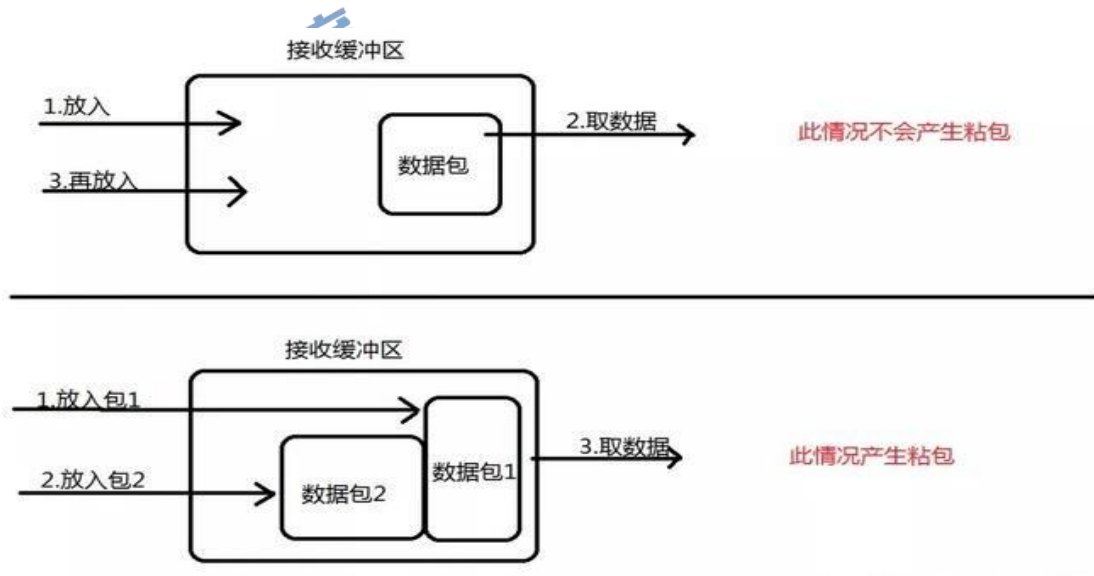 接收缓冲区
1.放入
2.取数据
此情况不会产生粘包
数据包
3.再放入
接收缓冲区
1.放入包1
3.取数据
此情况产生粘包
数据包1
2.放入包2
数据包2